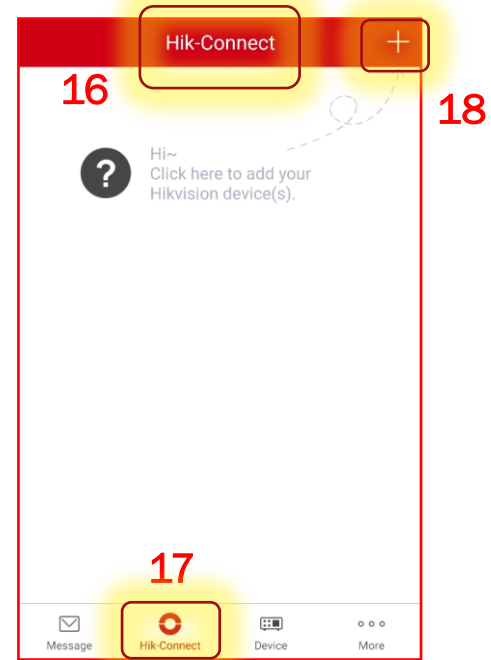 Hik-Connect
16
18
?
Hi~
Click here to add your
Hikvision device(s).
17
Message
Hik-Connect
Device
More